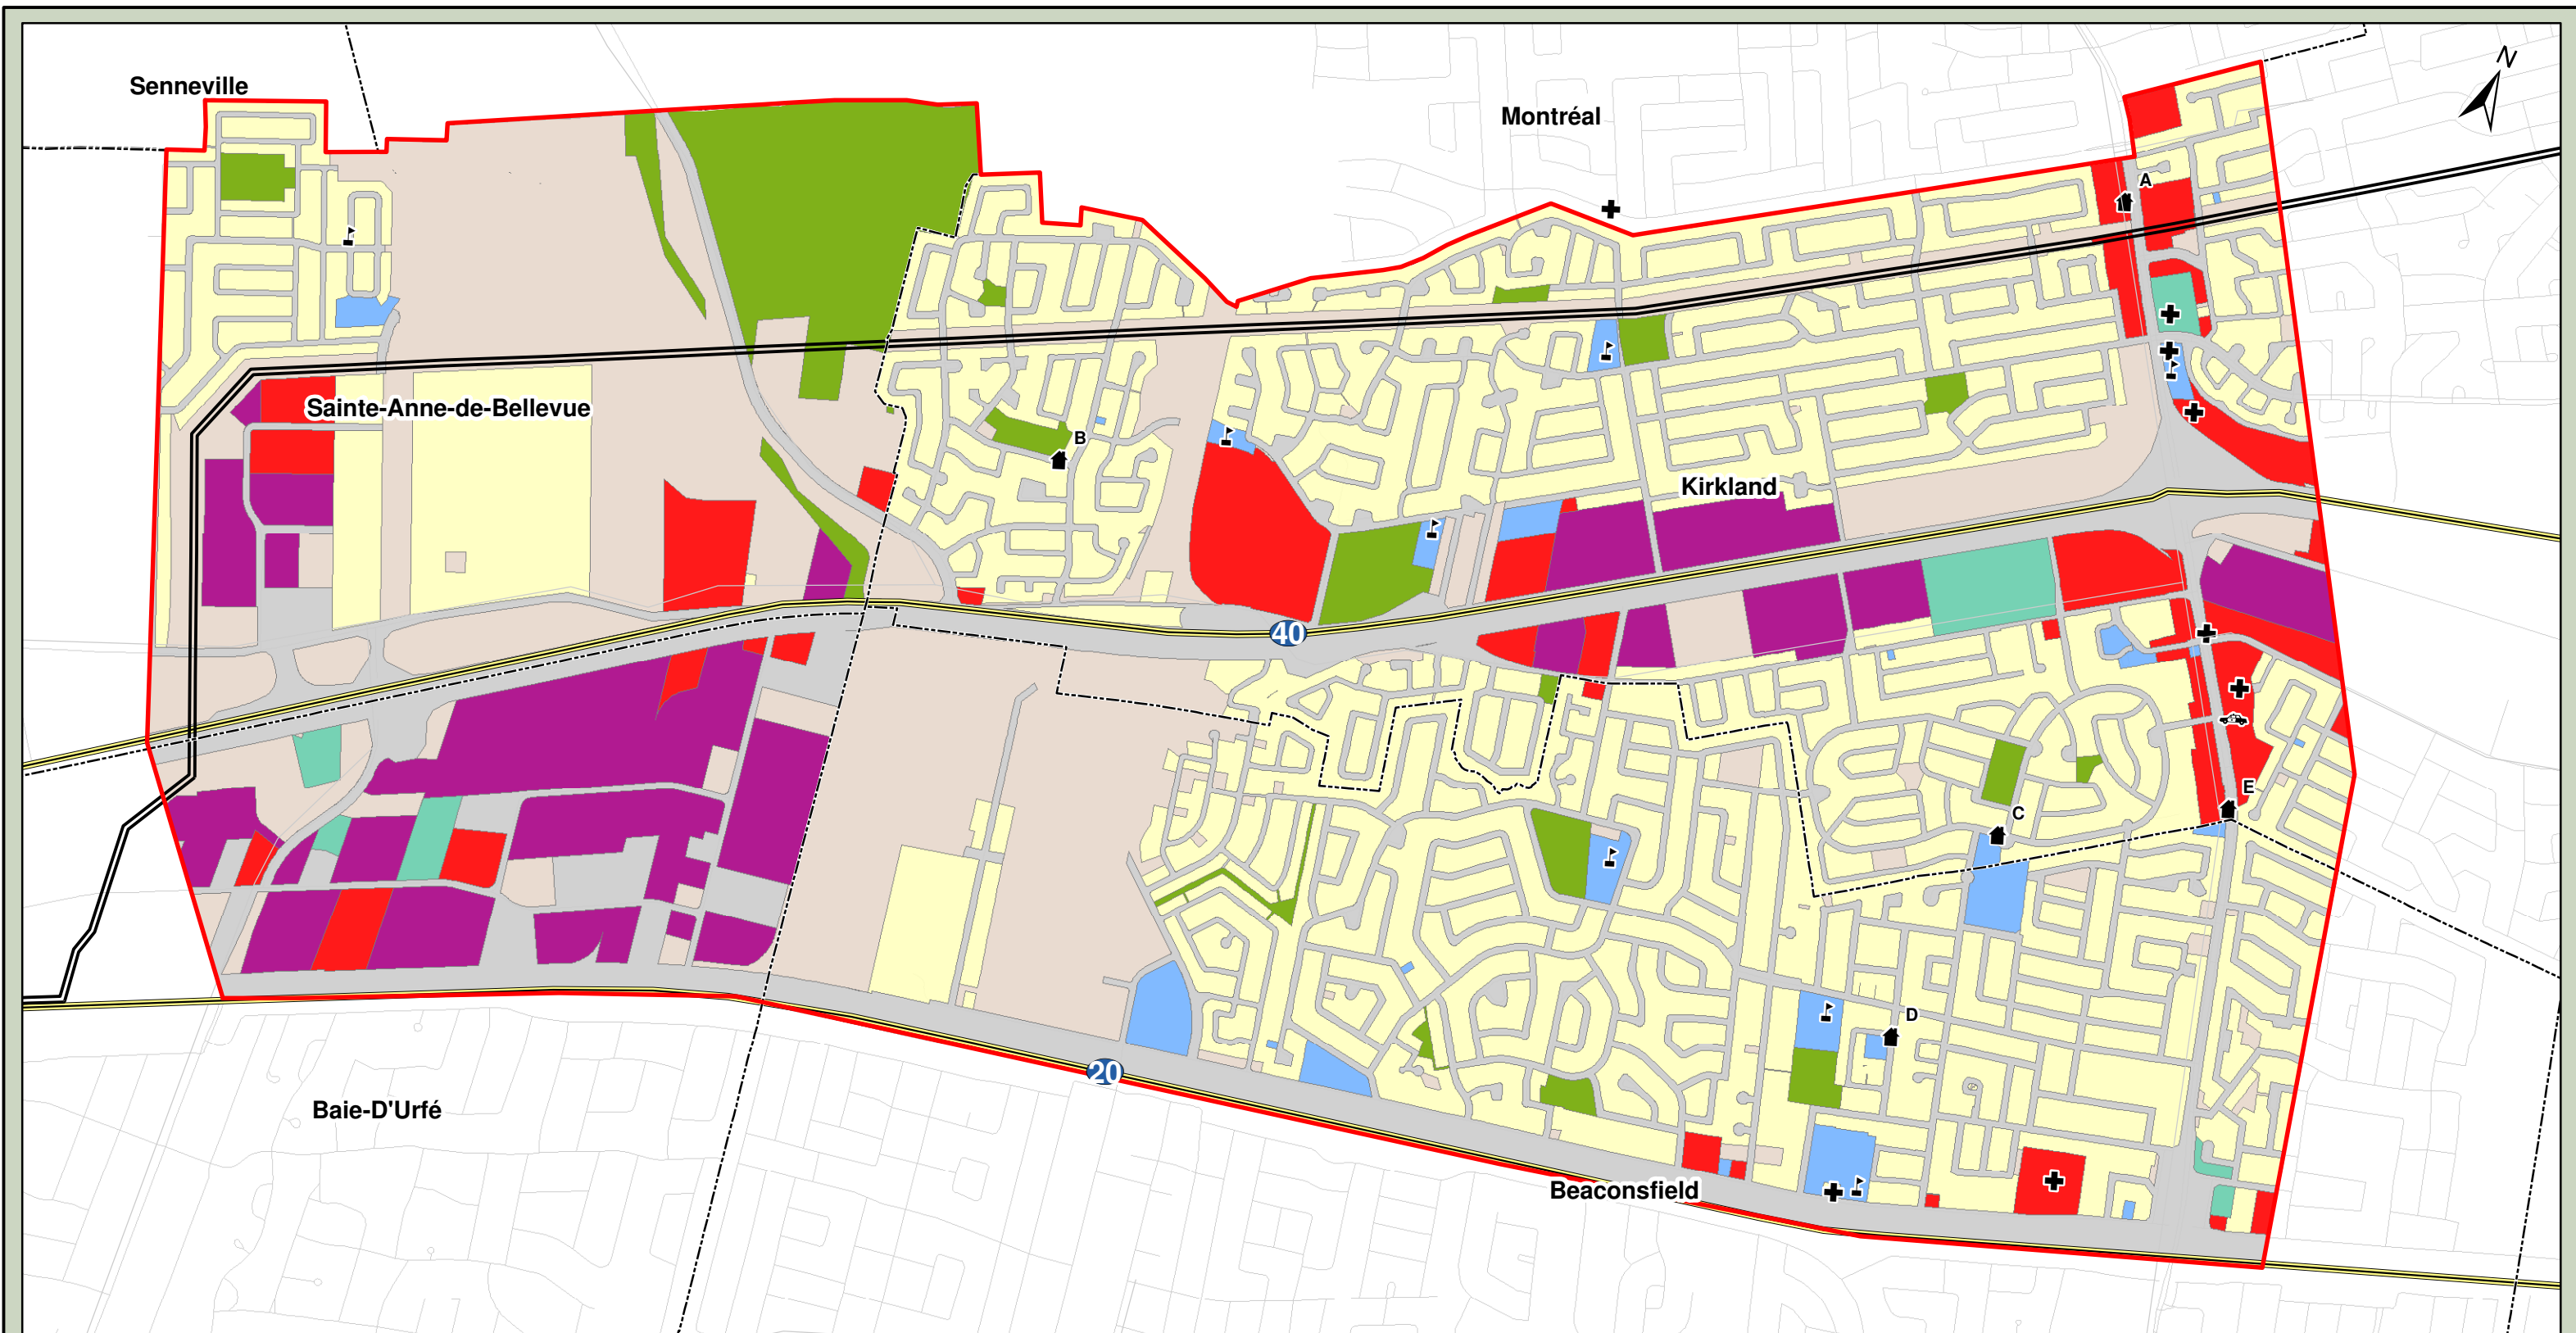 N
Senneville
Montréal
A
Sainte-Anne-de-Bellevue
B
Kirkland
40
E
C
D
20
Baie-D'Urfé
Beaconsfield